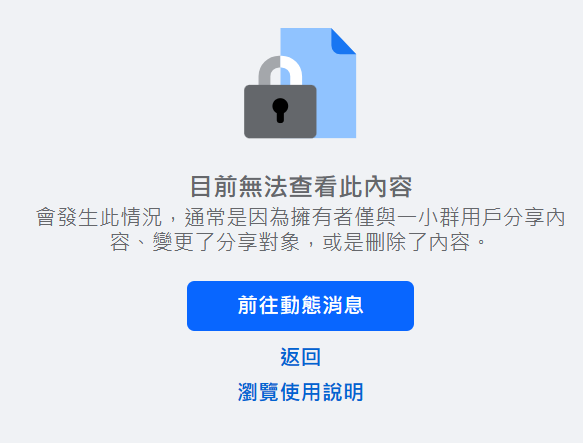 目前無法查看此內容
會發生此情況，通常是因為擁有者僅與一小群用戶分享內
容、變更了分享對象，或是刪除了內容。
前往動態消息
返回
瀏覽使用說明